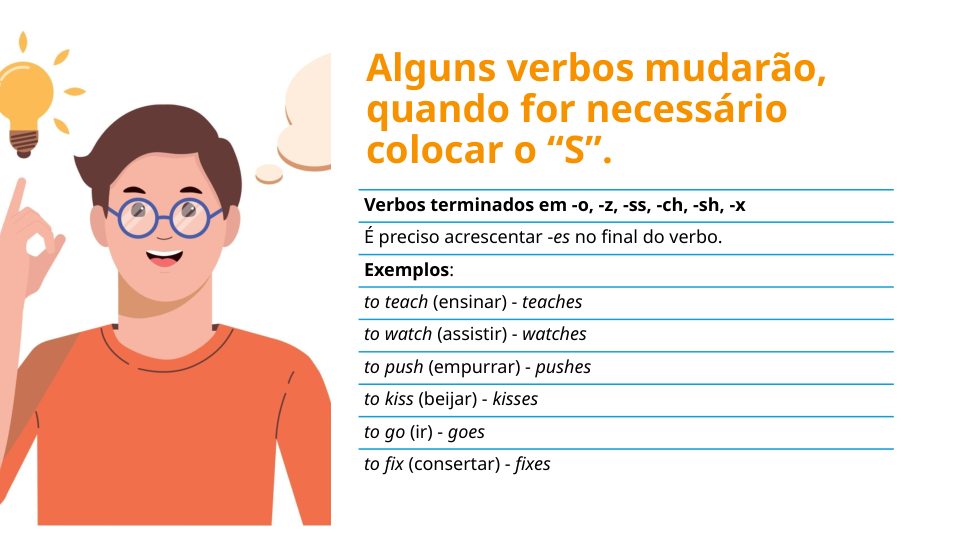 Alguns verbos mudarão,
quando for necessário
colocar o “S”.
Verbos terminados em -o, -z, -ss, -ch, -sh, -x
É preciso acrescentar -es no final do verbo.
Exemplos:
to teach (ensinar) - teaches
to watch (assistir) - watches
to push (empurrar) - pushes
to kiss (beijar) - kisses
to go (ir) - goes
to fix (consertar) - fixes